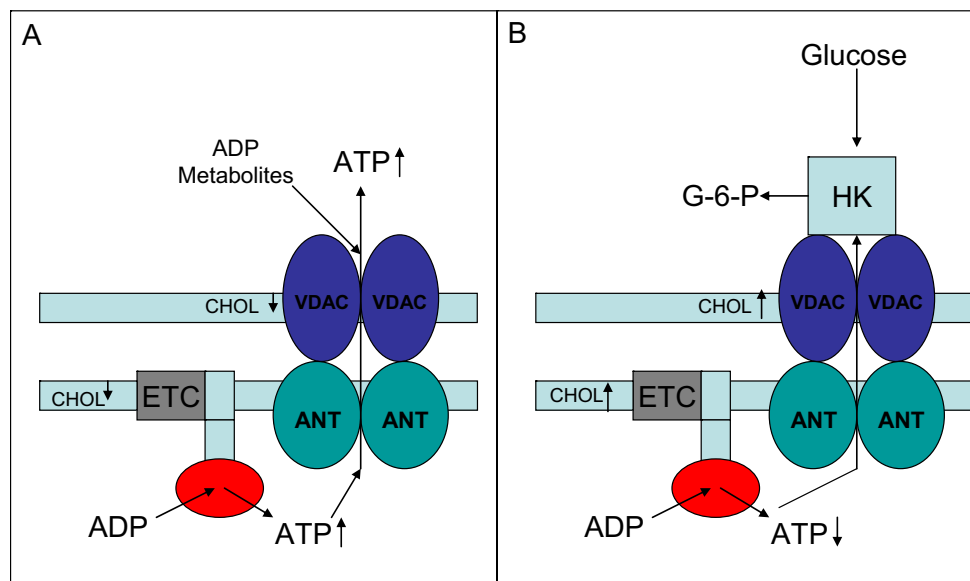 A
ADP
Metabolites
ATP
CHOL
VDAC VDAC
CHOL
ETC
ANT ANT
ADP
ATP
B
Glucose
G-6-P
HK
CHOL
VDAC VDAC
CHOL
ETC
ANT ANT
ADP
ATP